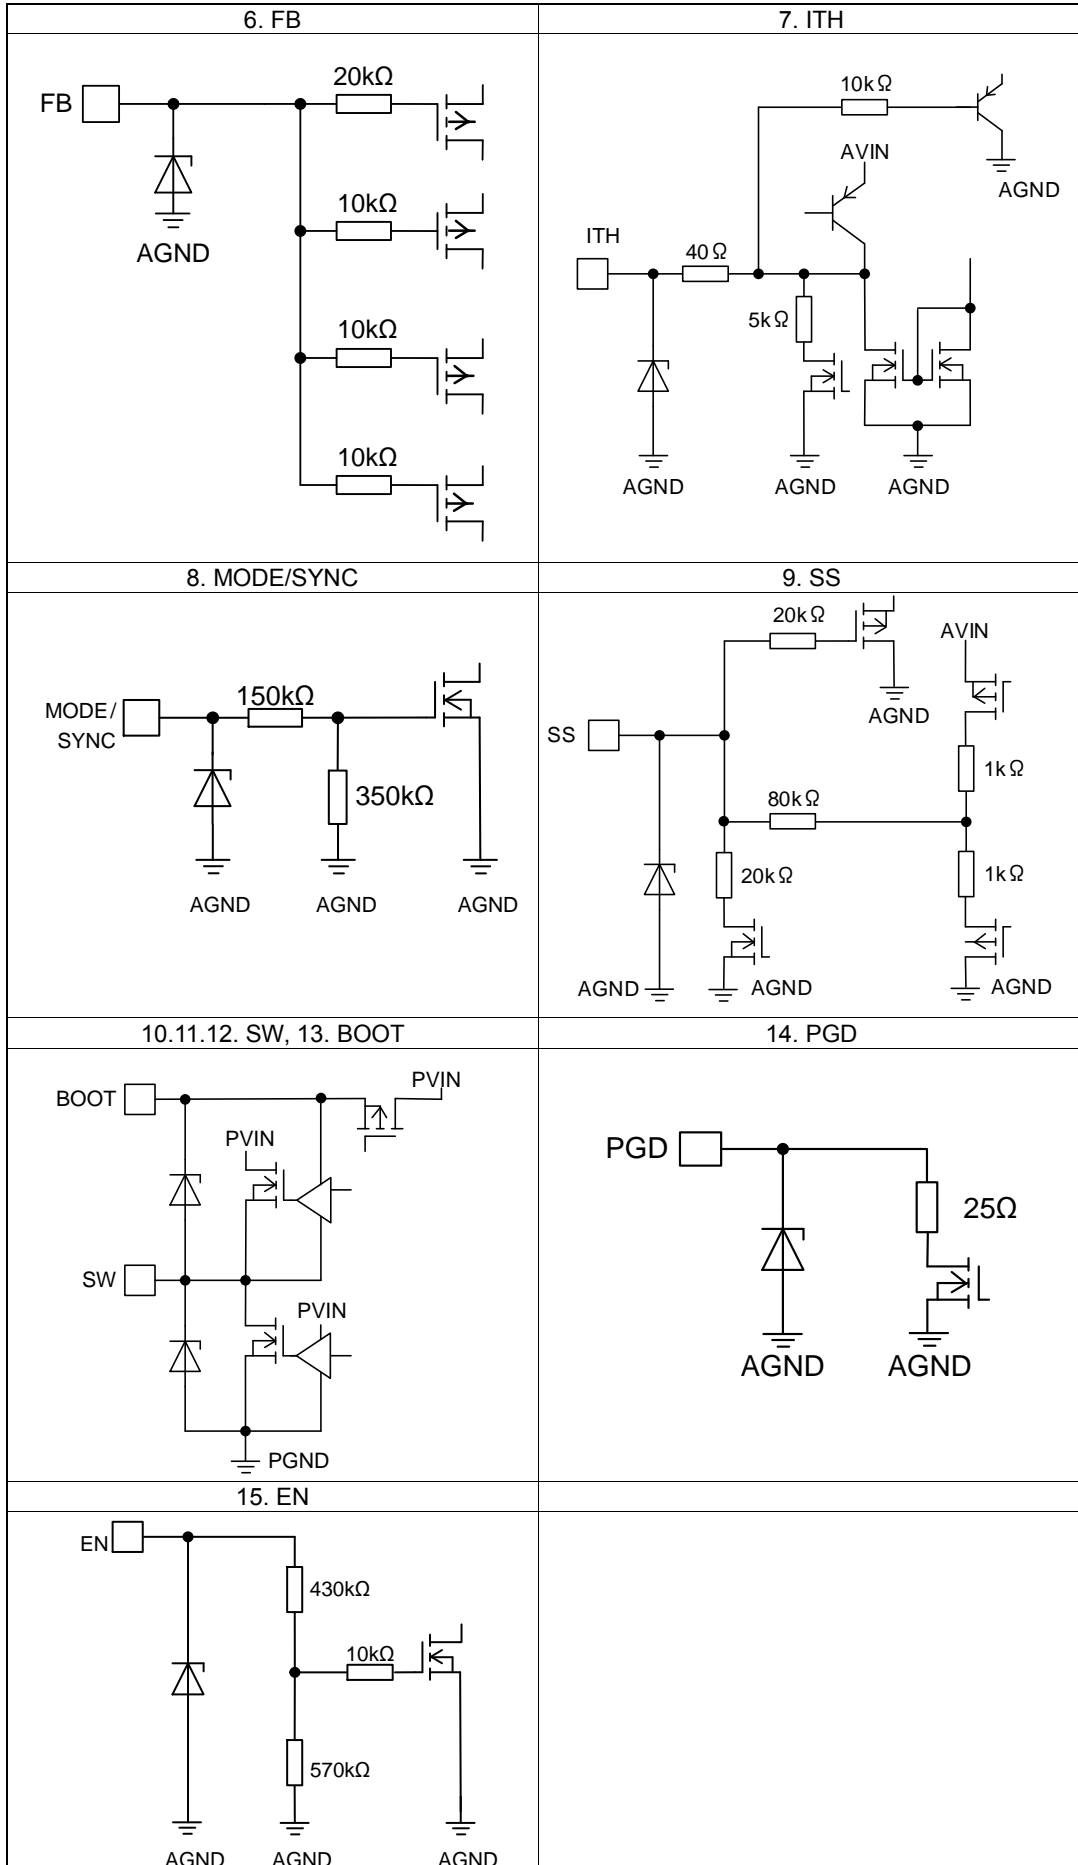 6. FB
7. ITH
20kΩ
FB
10kΩ
10kΩ
10kΩ
AGND
10kΩ
AVIN
AGND
ITH
40Ω
5kΩ
AGND
AGND
AGND
8. MODE/SYNC
9. SS
MODE/
SYNC
150kΩ
350kΩ
AGND
AGND
AGND
20kΩ
AVIN
AGND
SS
1kΩ
80kΩ
20kΩ
1kΩ
AGND
AGND
AGND
10.11.12. SW, 13. BOOT
14. PGD
BOOT
PVIN
PVIN
SW
PVIN
PGND
PGD
25Ω
AGND
AGND
15. EN
EN
430kΩ
10kΩ
570kΩ
AGND
AGND
AGND